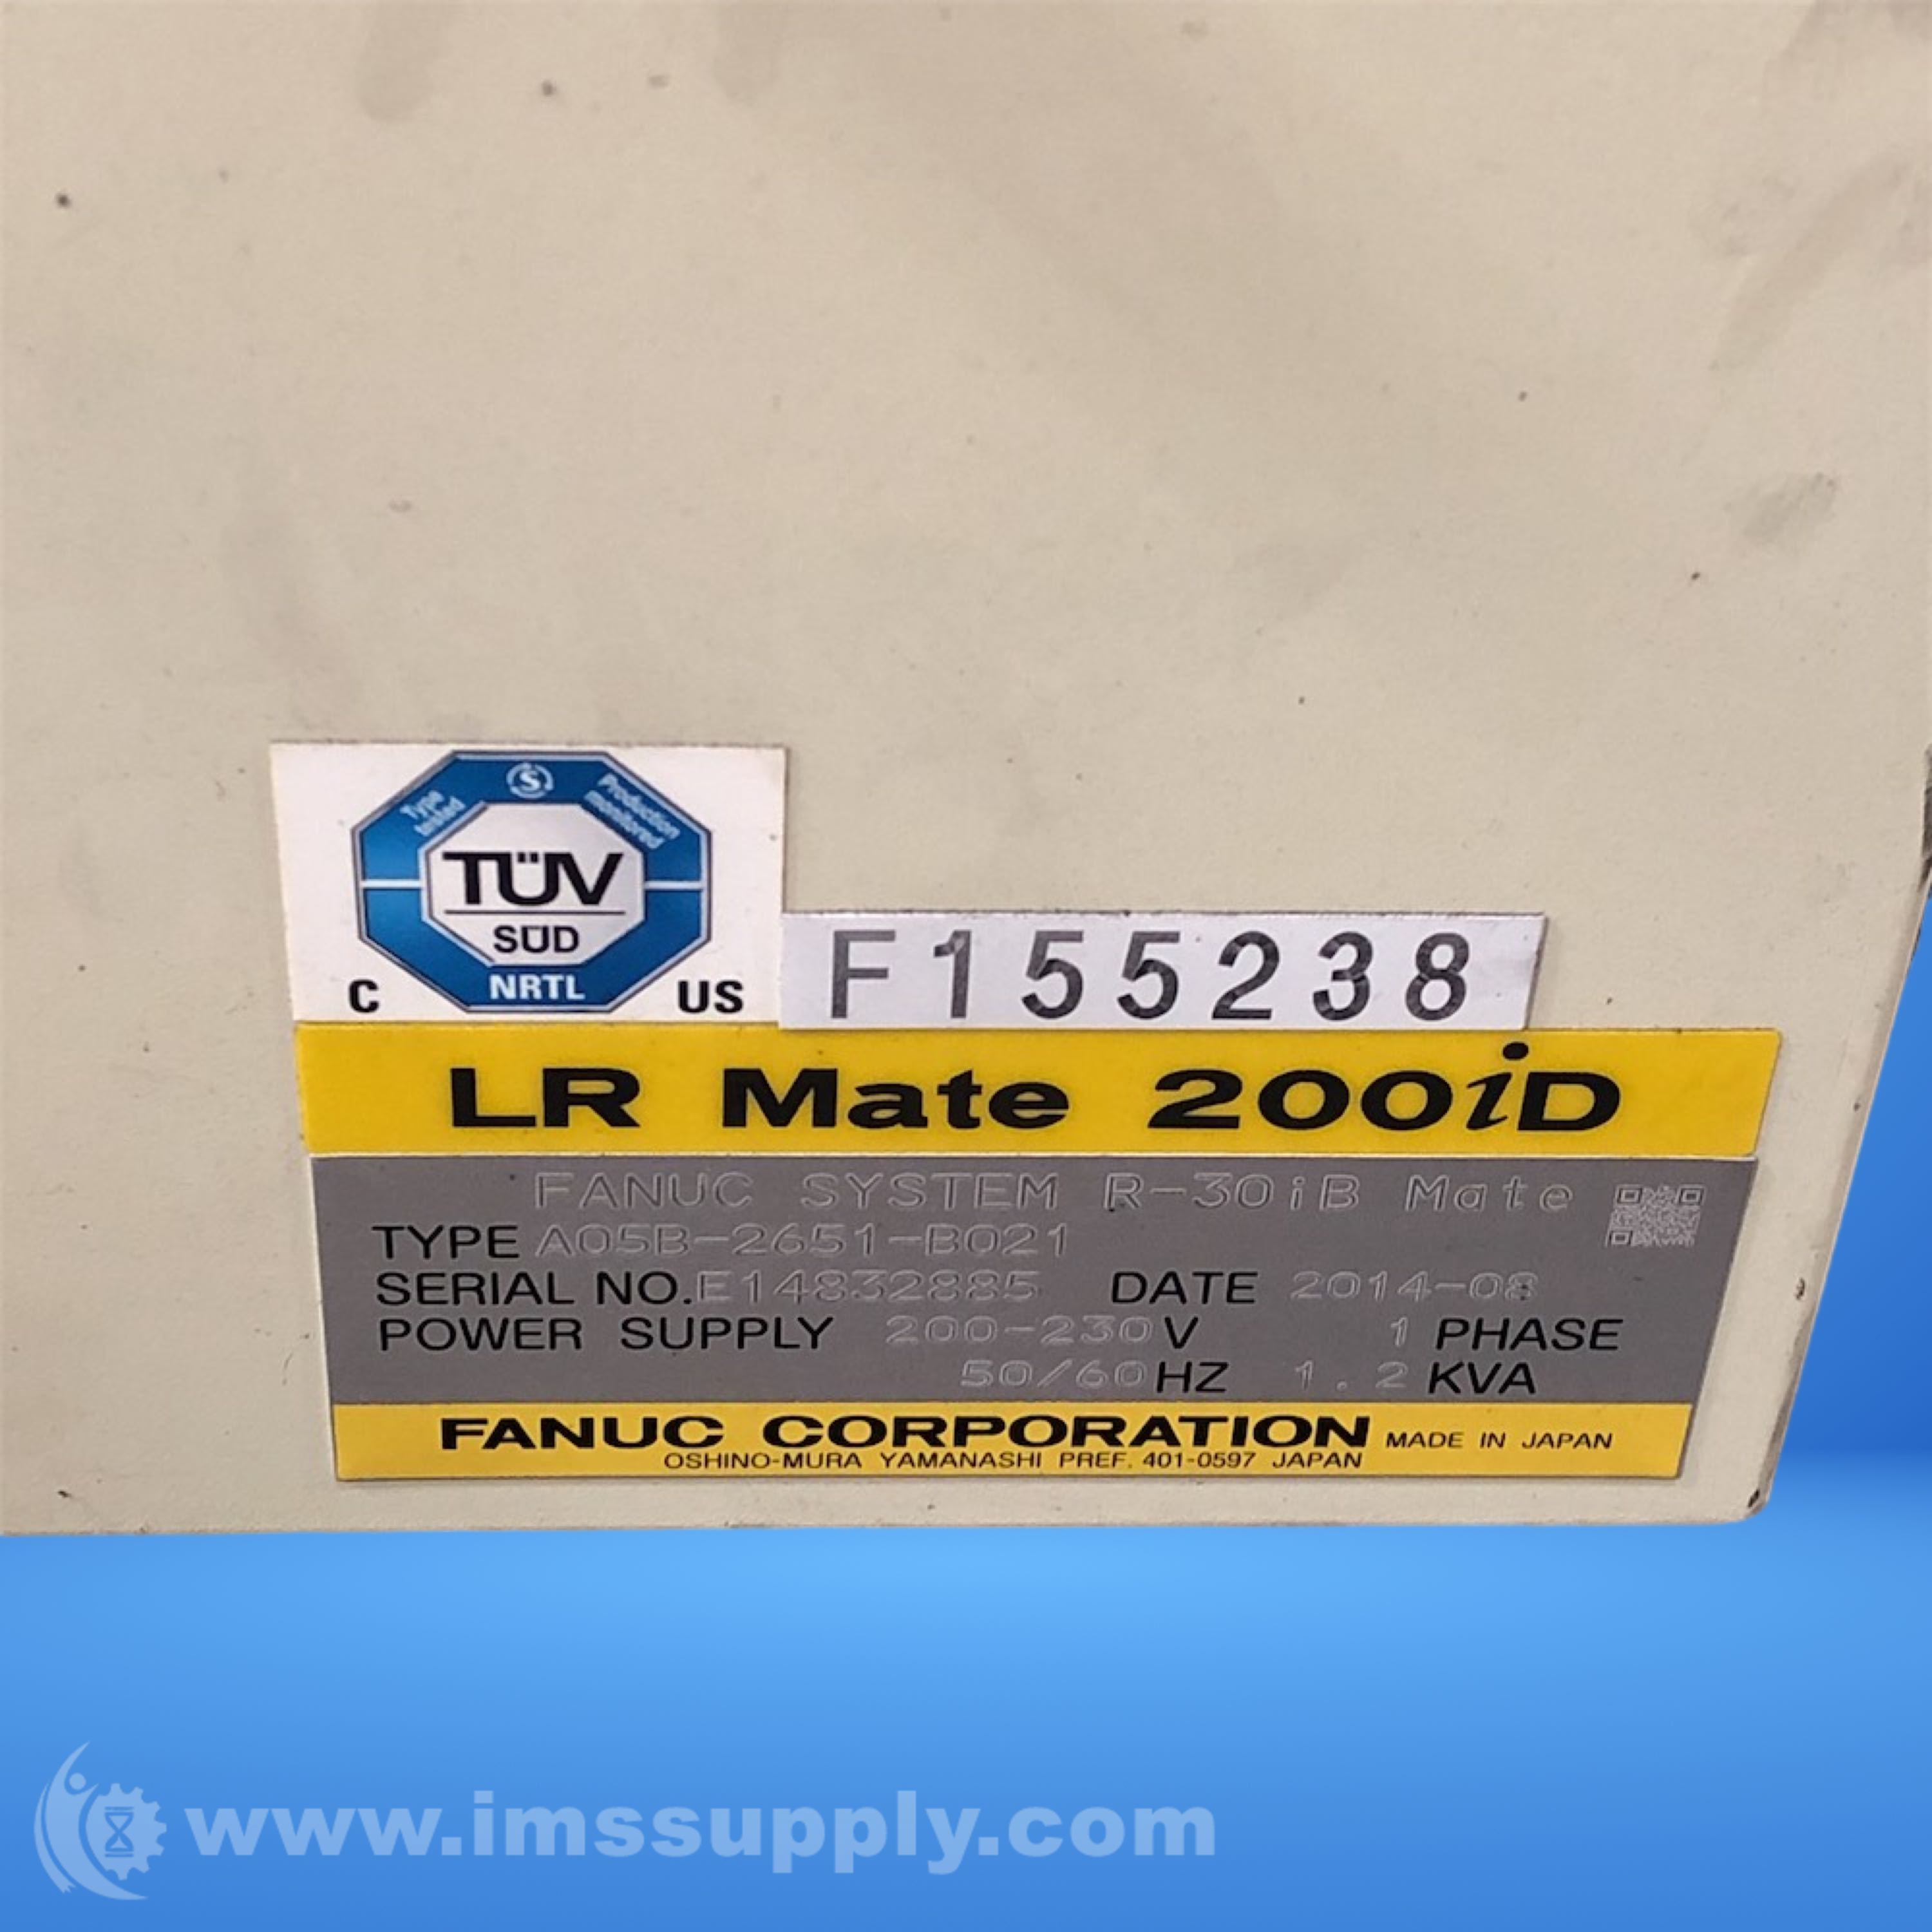 Type tested
S
Production monitored
TÜV
SÜD
C NRTL US
F155238
LR Mate 200iD
FANUC SYSTEM R-30iB Mate
TYPE A05B-2651-B021
SERIAL NO. E14832885 DATE 2014-08
POWER SUPPLY 200-230 V 1 PHASE
50/60 HZ 1.2 KVA
FANUC CORPORATION MADE IN JAPAN
OSHINO-MURA YAMANASHI PREF. 401-0597 JAPAN
www.imssupply.com